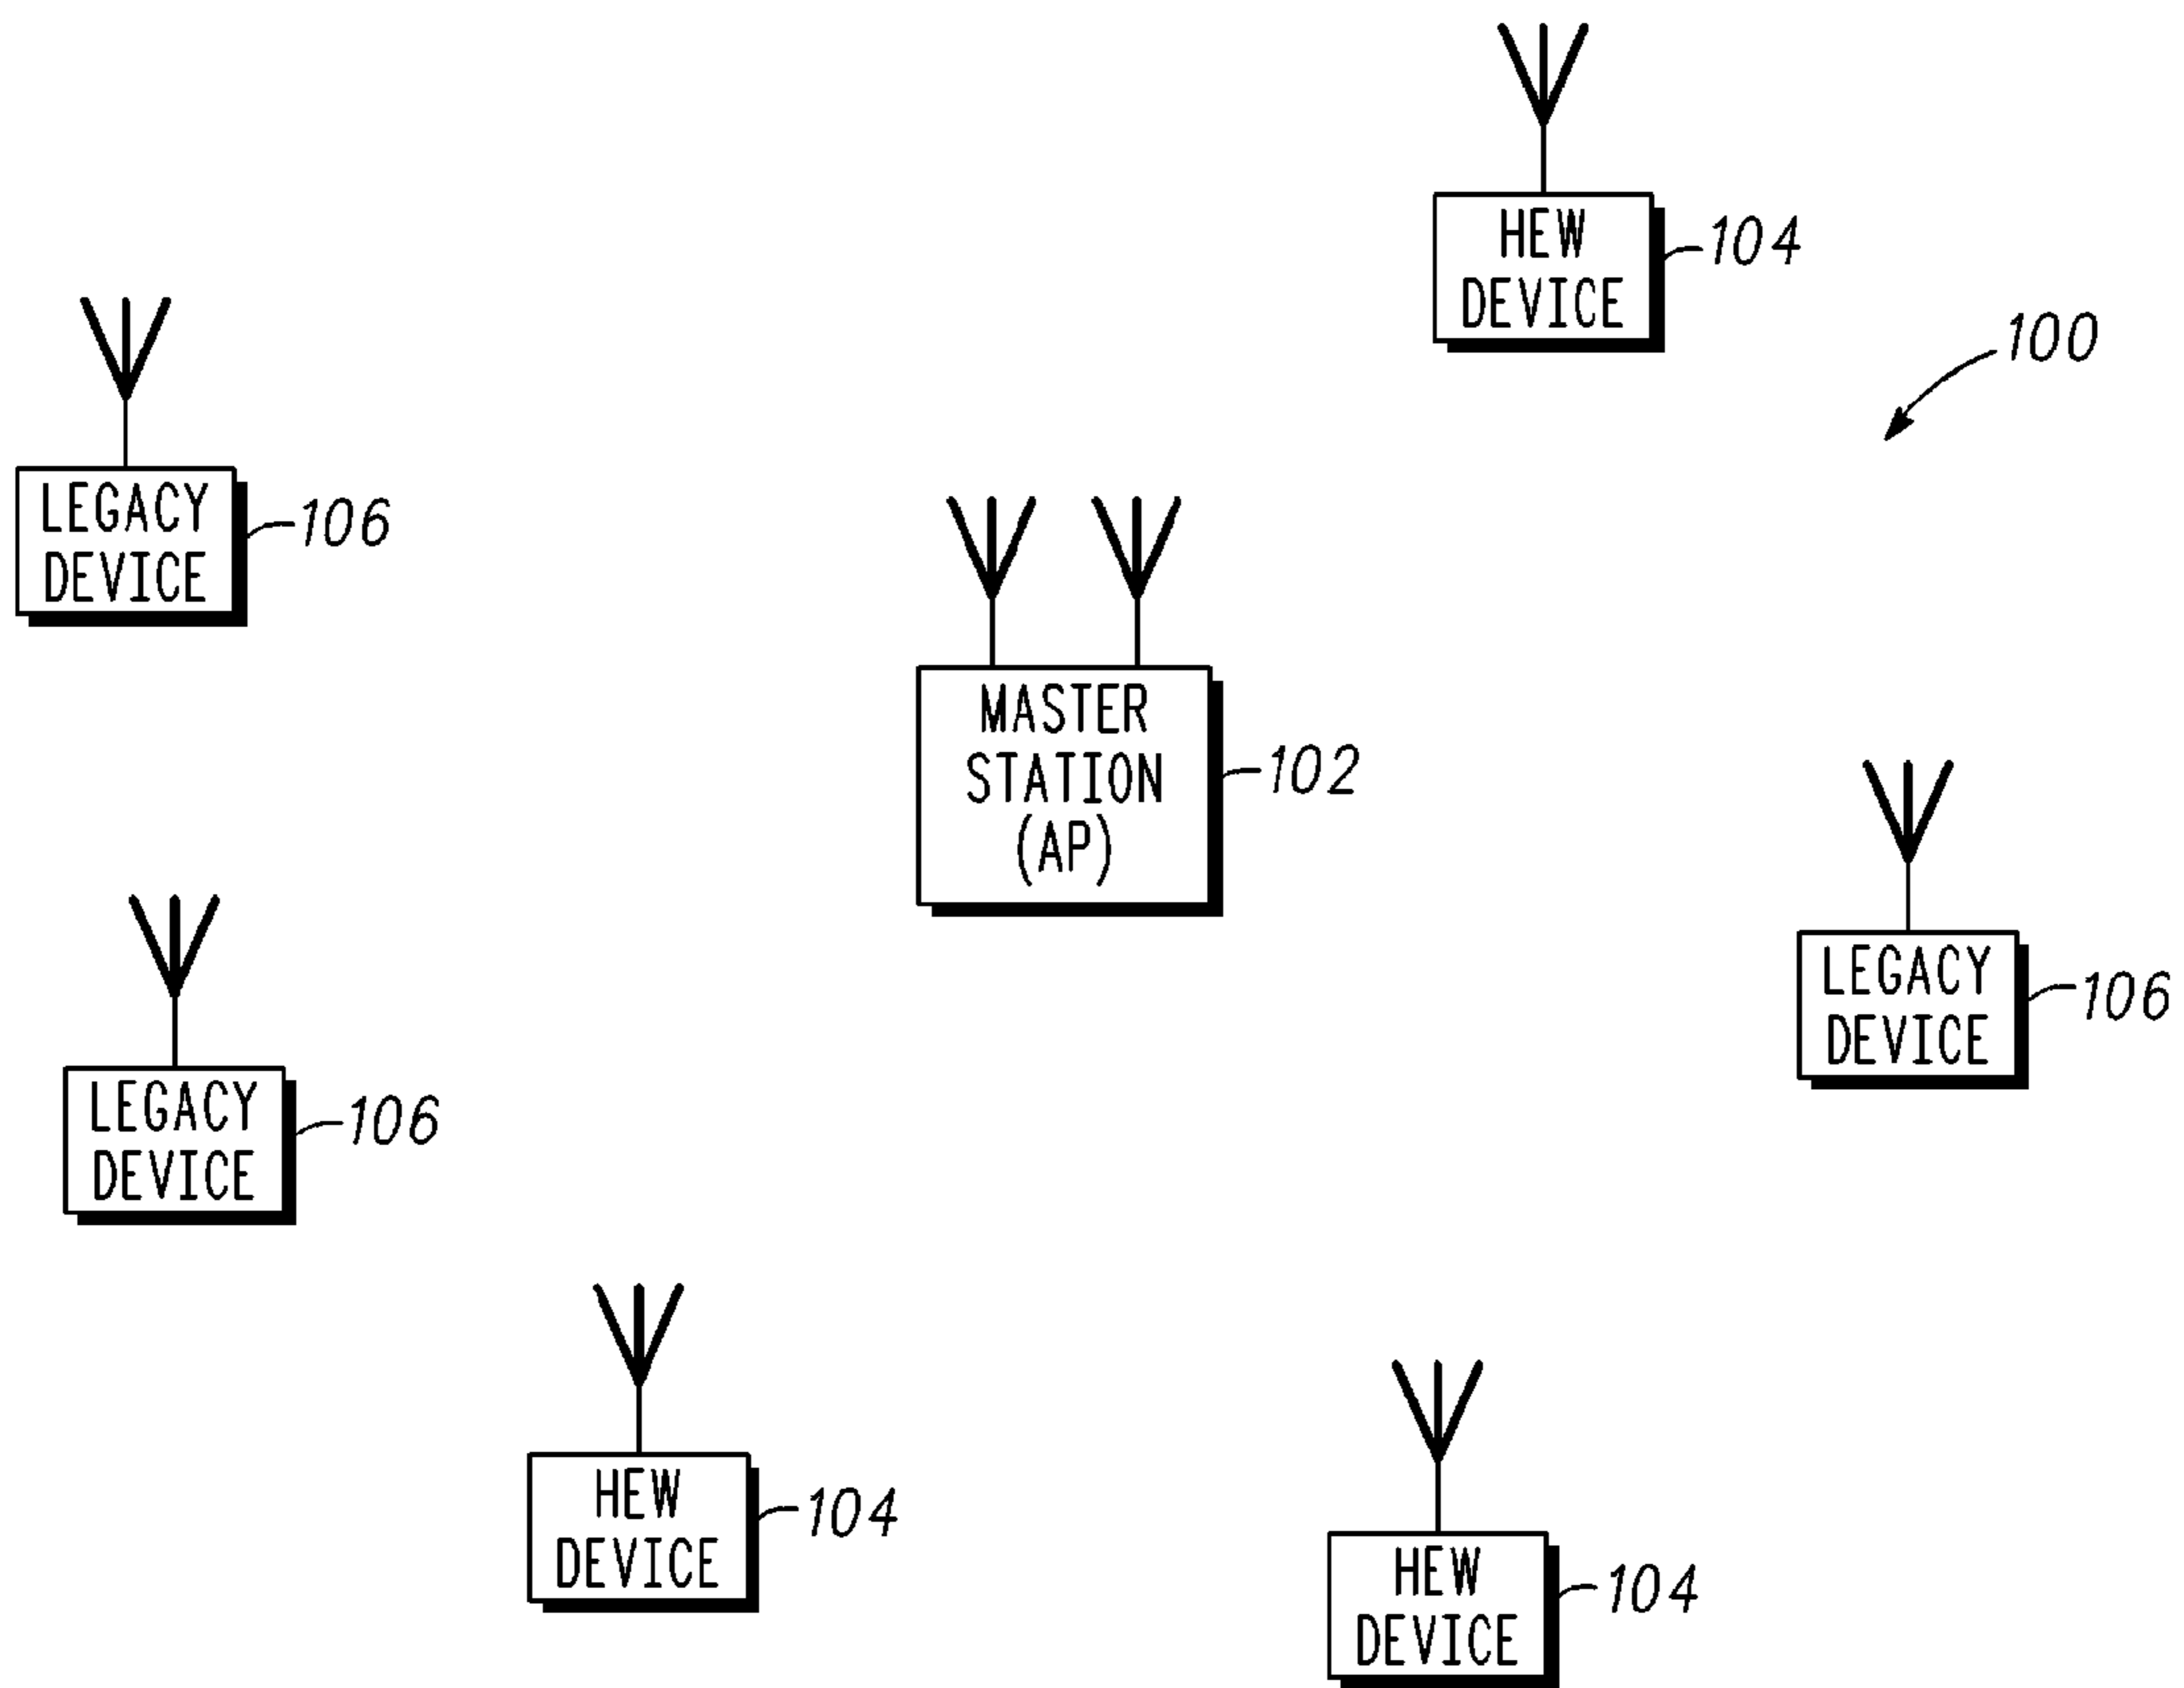 HEW
DEVICE
104
100
LEGACY
DEVICE
106
MASTER
STATION
(AP)
102
LEGACY
DEVICE
106
LEGACY
DEVICE
106
HEW
DEVICE
104
HEW
DEVICE
104